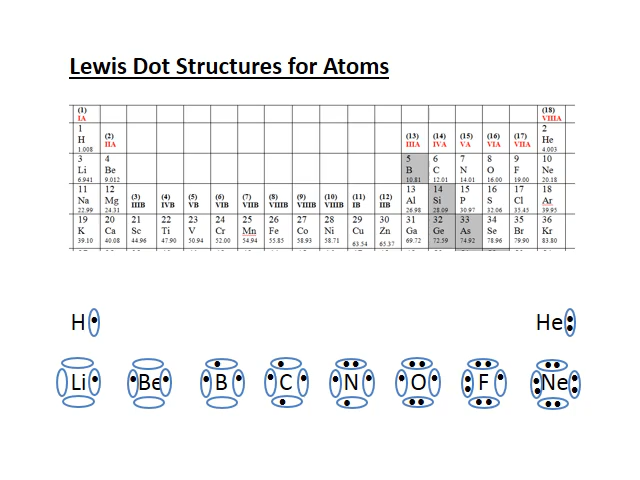 Lewis Dot Structures for Atoms
(1) (18)
IA VIIIA
1 2
H (2) (13) (14) (15) (16) (17) He
1.008 IIA IIIA IVA VA VIA VIIA 4.003
3 4 5 6 7 8 9 10
Li Be B C N O F Ne
6.941 9.012 10.81 12.01 14.01 16.00 19.00 20.18
11 12 13 14 15 16 17 18
Na Mg (3) (4) (5) (6) (7) (8) (9) (10) (11) (12) Al Si P S Cl Ar
22.99 24.31 IIIB IVB VB VIB VIIB VIIIB VIIIB VIIIB IB IIB 26.98 28.09 30.97 32.06 35.45 39.95
19 20 21 22 23 24 25 26 27 28 29 30 31 32 33 34 35 36
K Ca Sc Ti V Cr Mn Fe Co Ni Cu Zn Ga Ge As Se Br Kr
39.10 40.08 44.96 47.90 50.94 52.00 54.94 55.85 58.93 58.71 63.54 65.37 69.72 72.59 74.92 78.96 79.90 83.80
H He
Li Be B C N O F Ne